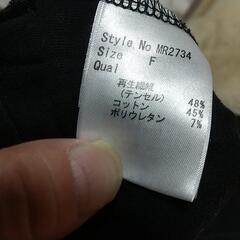 Style No MR2734
Size F
Qual
再生繊維
(テンセル) 48%
コットン 45%
ポリウレタン 7%